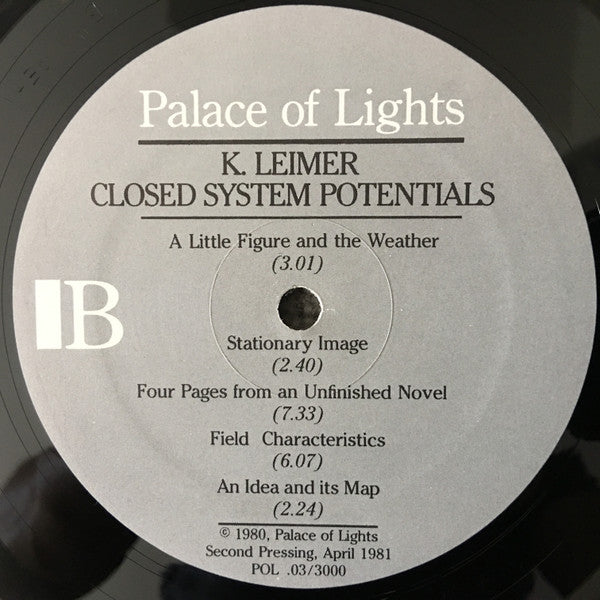 Palace of Lights
K. LEIMER
CLOSED SYSTEM POTENTIALS
A Little Figure and the Weather
(3.01)
B
Stationary Image
(2.40)
Four Pages from an Unfinished Novel
(7.33)
Field Characteristics
(6.07)
An Idea and its Map
(2.24)
© 1980, Palace of Lights
Second Pressing, April 1981
POL .03/3000